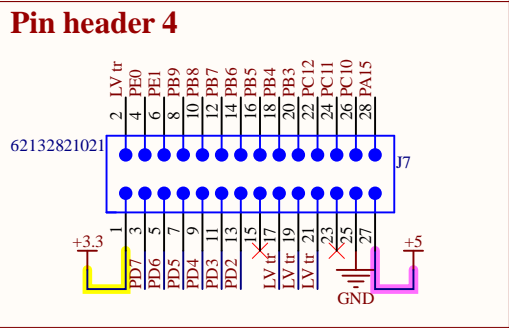 Pin header 4
LV tr
PE0
PE1
PB9
PB8
PB7
PB6
PB5
PB4
PB3
PC12
PC11
PC10
PA15
2
4
6
8
10
12
14
16
18
20
22
24
26
28
62132821021
J7
1
3
5
7
9
11
13
15
17
19
21
23
25
27
+3.3
PD7
PD6
PD5
PD4
PD3
PD2
LV tr
LV tr
LV tr
+5
GND